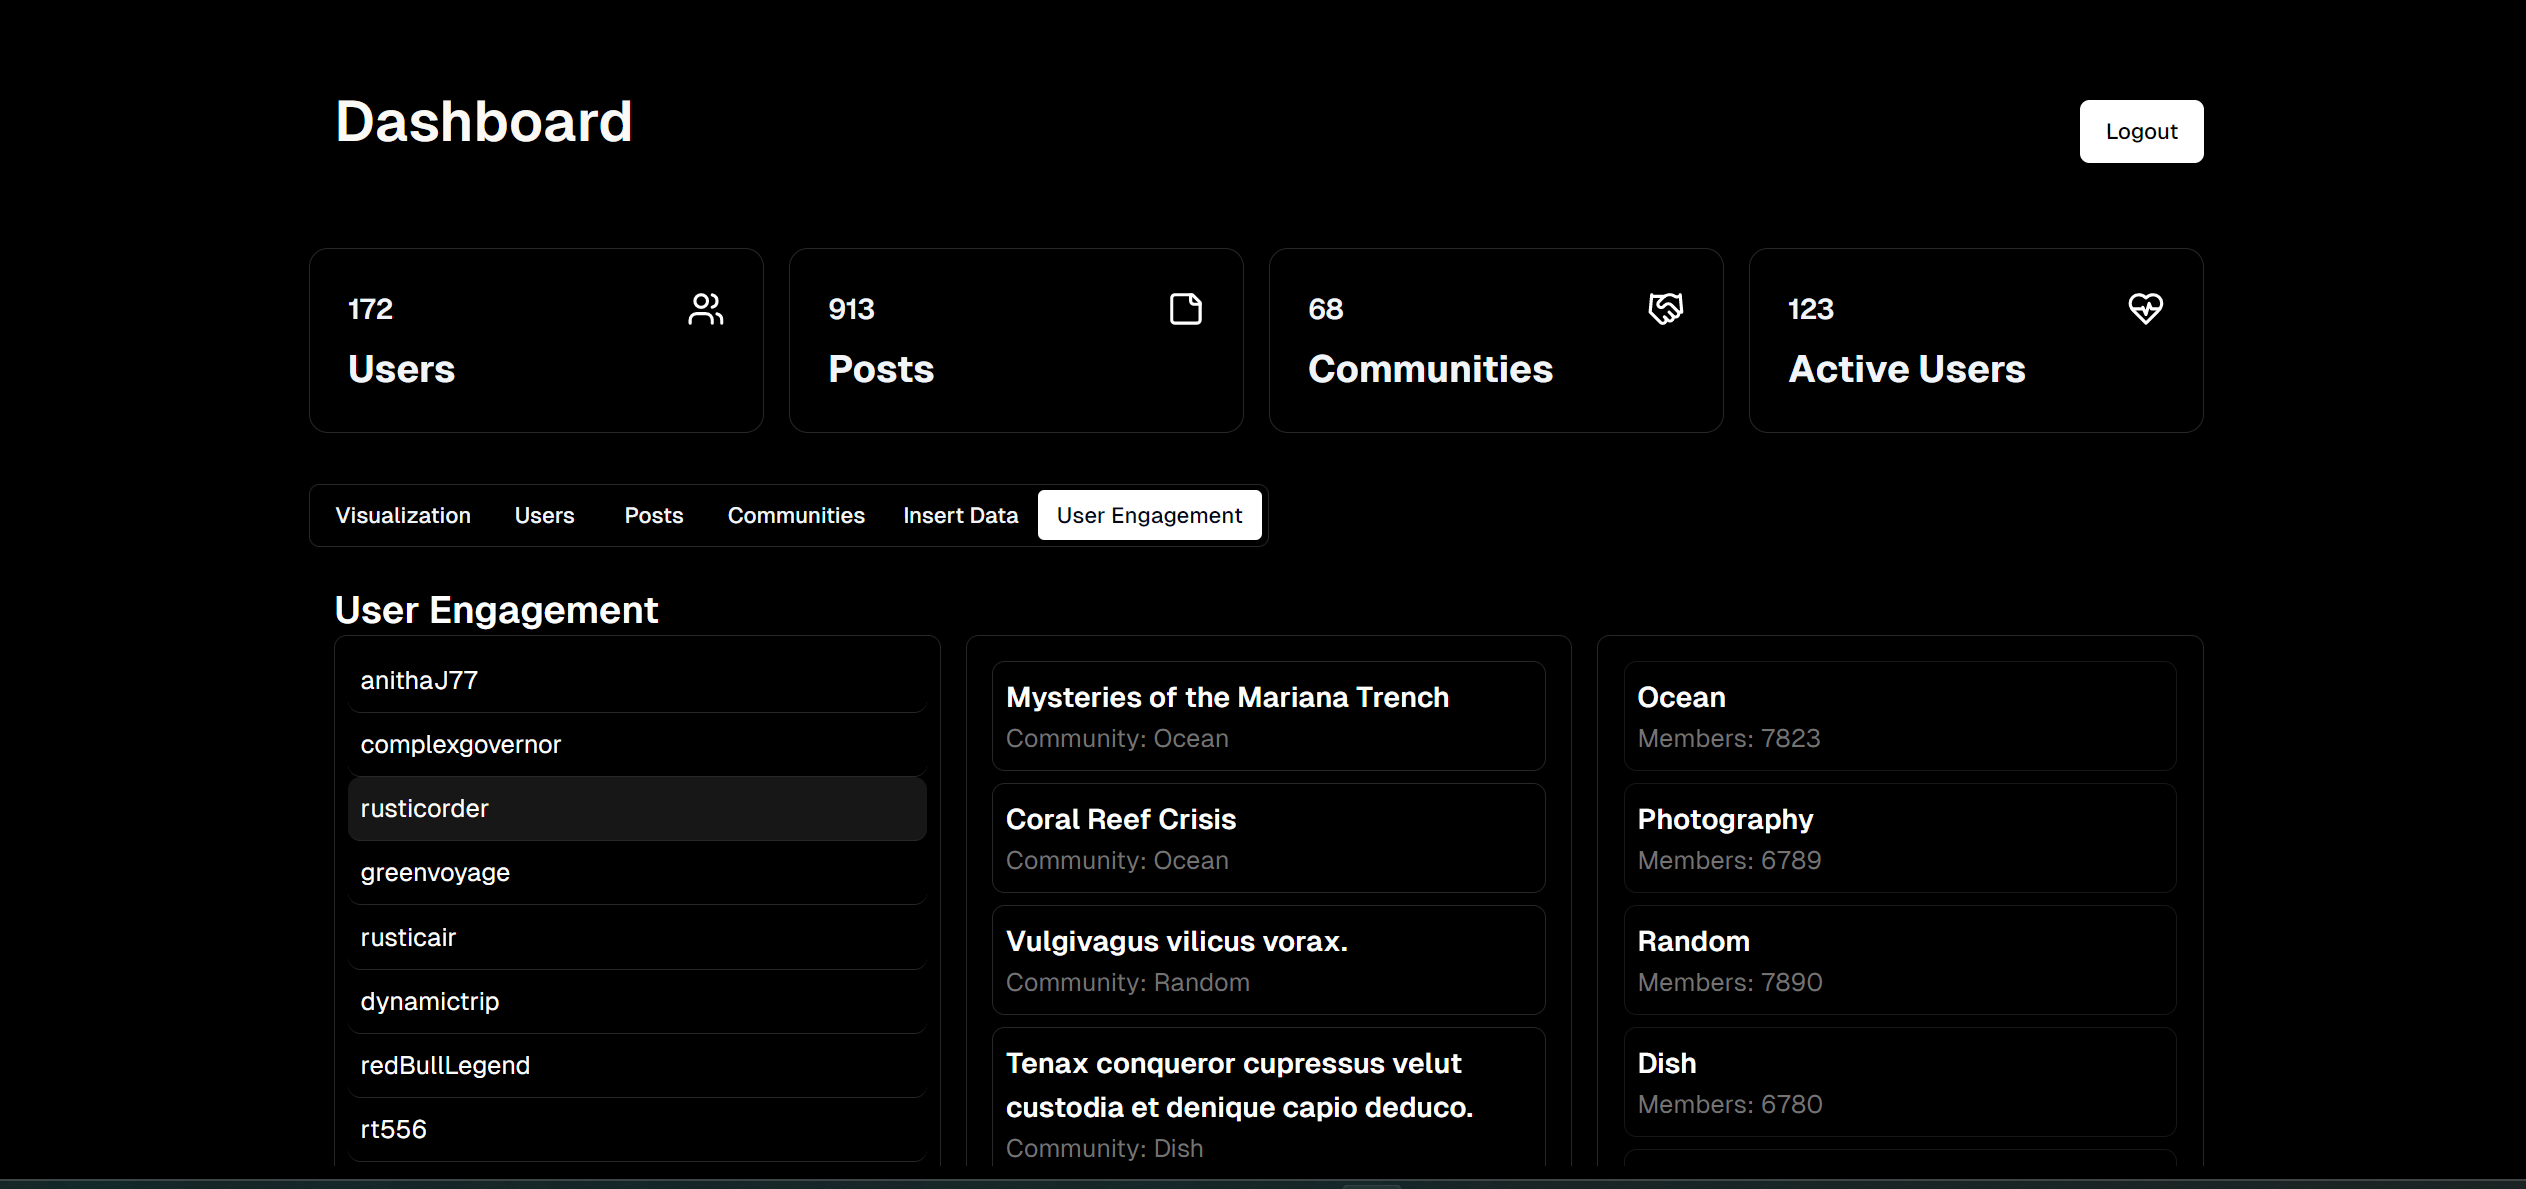 Dashboard
Logout
172
Users
913
Posts
68
Communities
123
Active Users
Visualization
Users
Posts
Communities
Insert Data
User Engagement
User Engagement
anithaJ77
complexgovernor
rusticorder
greenvoyage
rusticair
dynamictrip
redBullLegend
rt556
Mysteries of the Mariana Trench
Community: Ocean
Coral Reef Crisis
Community: Ocean
Vulgivagus vilicus vorax.
Community: Random
Tenax conqueror cupressus velut
custodia et denique capio deduco.
Community: Dish
Ocean
Members: 7823
Photography
Members: 6789
Random
Members: 7890
Dish
Members: 6780